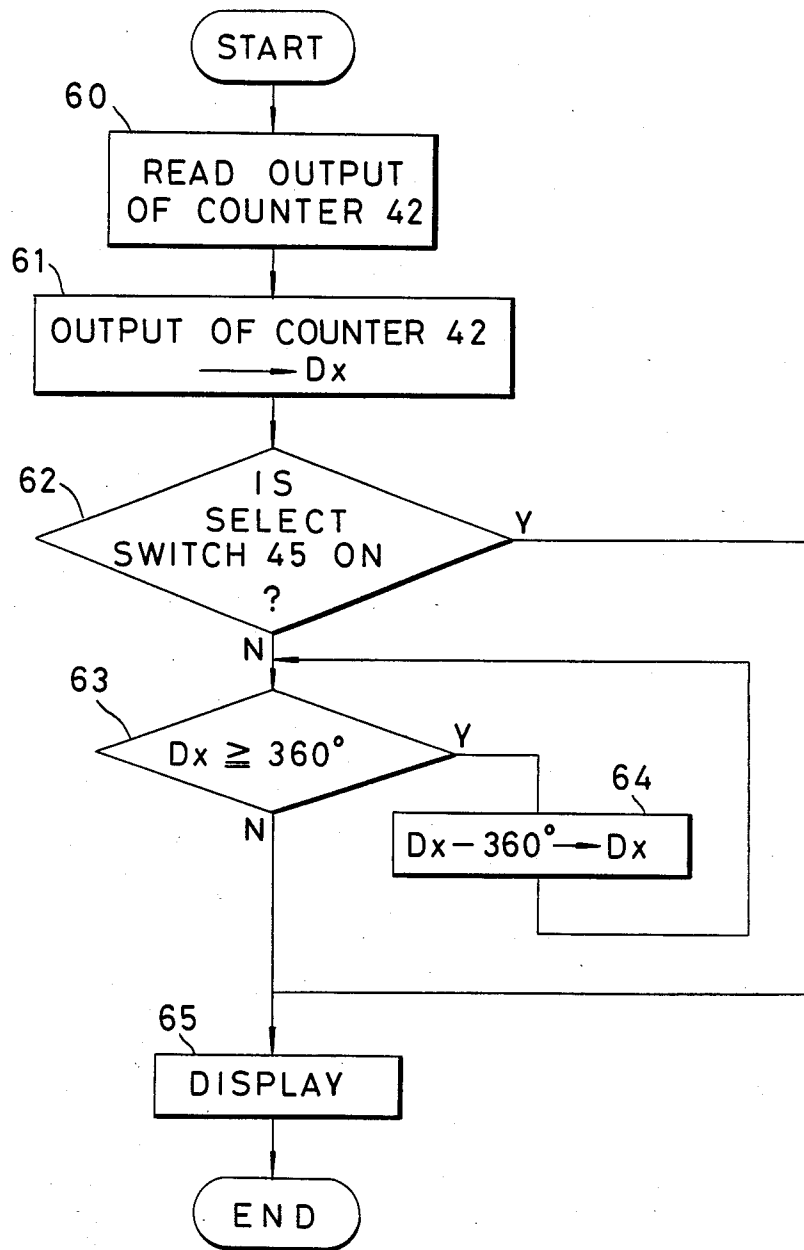 START
60
READ OUTPUT
OF COUNTER 42
61
OUTPUT OF COUNTER 42
→ Dx
62
IS
SELECT
SWITCH 45 ON
?
Y
N
63
Dx ≧ 360°
Y
N
64
Dx − 360° → Dx
65
DISPLAY
END